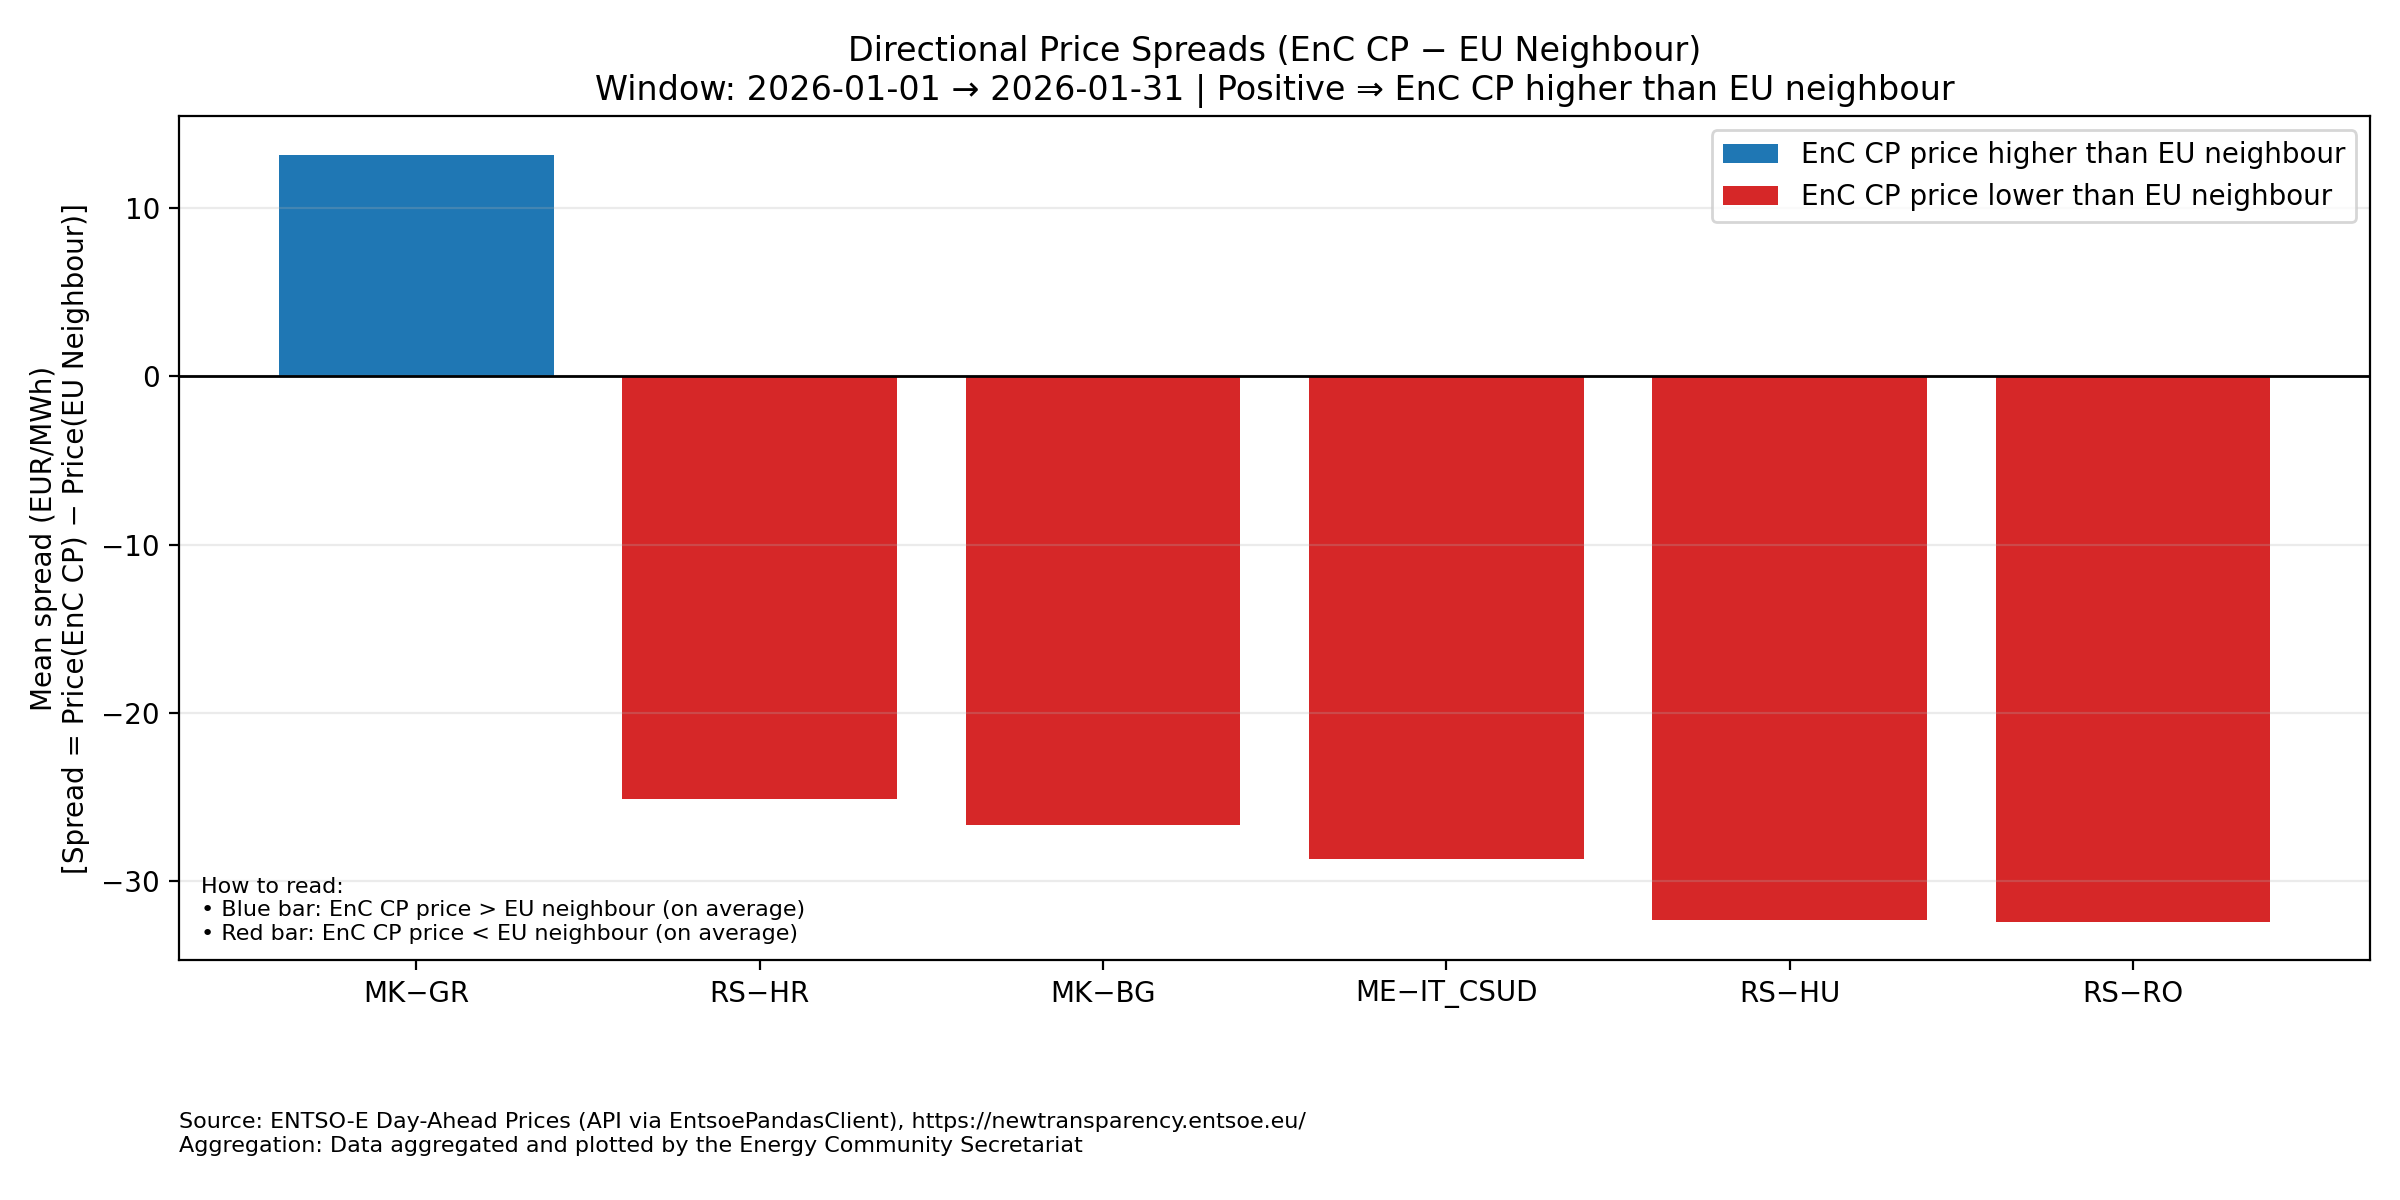 Directional Price Spreads (EnC CP − EU Neighbour)
Window: 2026-01-01 → 2026-01-31 | Positive ⇒ EnC CP higher than EU neighbour
EnC CP price higher than EU neighbour
EnC CP price lower than EU neighbour
Mean spread (EUR/MWh)
[Spread = Price(EnC CP) − Price(EU Neighbour)]
10
0
−10
−20
−30
How to read:
• Blue bar: EnC CP price > EU neighbour (on average)
• Red bar: EnC CP price < EU neighbour (on average)
MK−GR RS−HR MK−BG ME−IT_CSUD RS−HU RS−RO
Source: ENTSO-E Day-Ahead Prices (API via EntsoePandasClient), https://newtransparency.entsoe.eu/
Aggregation: Data aggregated and plotted by the Energy Community Secretariat